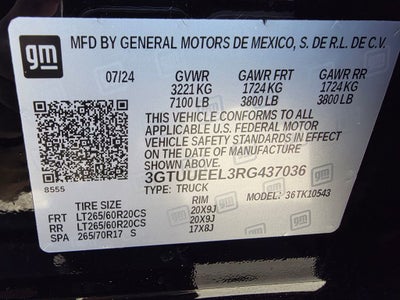 gm
MFD BY GENERAL MOTORS DE MEXICO, S. DE R.L. DE C.V.
07/24 GVWR GAWR FRT GAWR RR
3221 KG 1724 KG 1724 KG
7100 LB 3800 LB 3800 LB
THIS VEHICLE CONFORMS TO ALL
APPLICABLE U.S. FEDERAL MOTOR
VEHICLE SAFETY STANDARDS IN EFFECT
ON THE DATE OF MANUFACTURE
SHOWN ABOVE.
8555
3GTUUEEL3RG437036
TYPE: TRUCK MODEL: 36TK10543
TIRE SIZE RIM
FRT LT265/60R20CS 20X9J
RR LT265/60R20CS 20X9J
SPA 265/70R17 S 17X8J